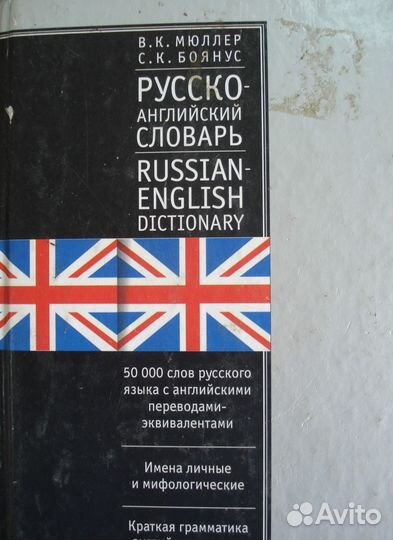 В.К. МЮЛЛЕР
С.К. БОЯНУС
РУССКО-
АНГЛИЙСКИЙ
СЛОВАРЬ
RUSSIAN-
ENGLISH
DICTIONARY
50 000 слов русского
языка с английскими
переводами-
эквивалентами
Имена личные
и мифологические
Краткая грамматика
Avito